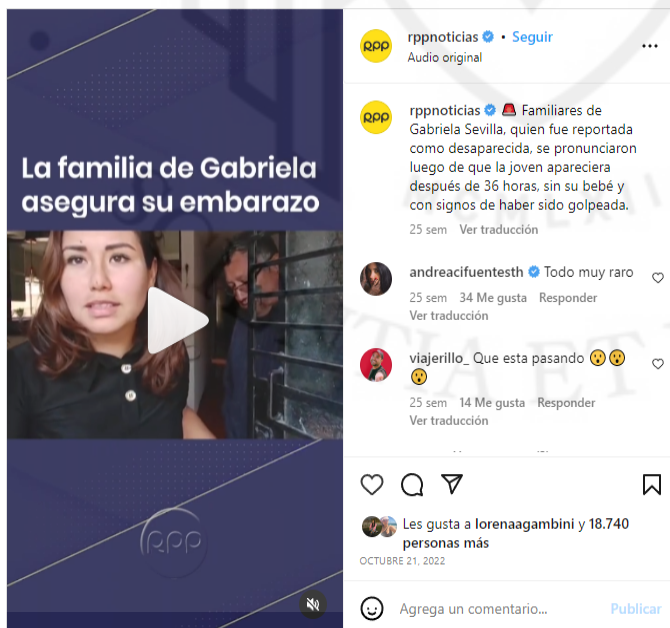 La familia de Gabriela
asegura su embarazo
RPP
RPP
rppnoticias • Seguir
Audio original
RPP
rppnoticias 🚨 Familiares de
Gabriela Sevilla, quien fue reportada
como desaparecida, se pronunciaron
luego de que la joven apareciera
después de 36 horas, sin su bebé y
con signos de haber sido golpeada.
25 sem Ver traducción
andreacifuentesth Todo muy raro
25 sem 34 Me gusta Responder
Ver traducción
viajerillo_ Que esta pasando 😮😮
😮
25 sem 14 Me gusta Responder
Ver traducción
Les gusta a lorenaagambini y 18.740
personas más
OCTUBRE 21, 2022
Agrega un comentario... Publicar